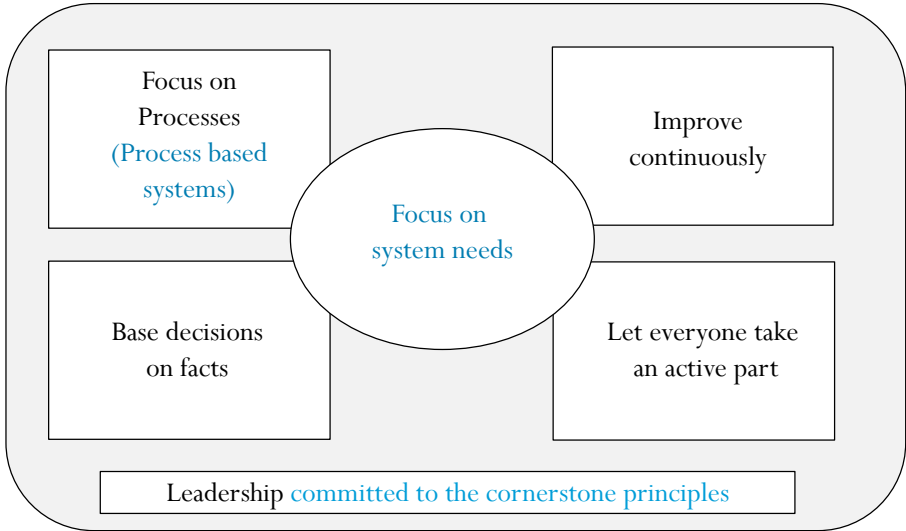 Focus on
Processes
(Process based
systems)
Improve
continuously
Focus on
system needs
Base decisions
on facts
Let everyone take
an active part
Leadership committed to the cornerstone principles